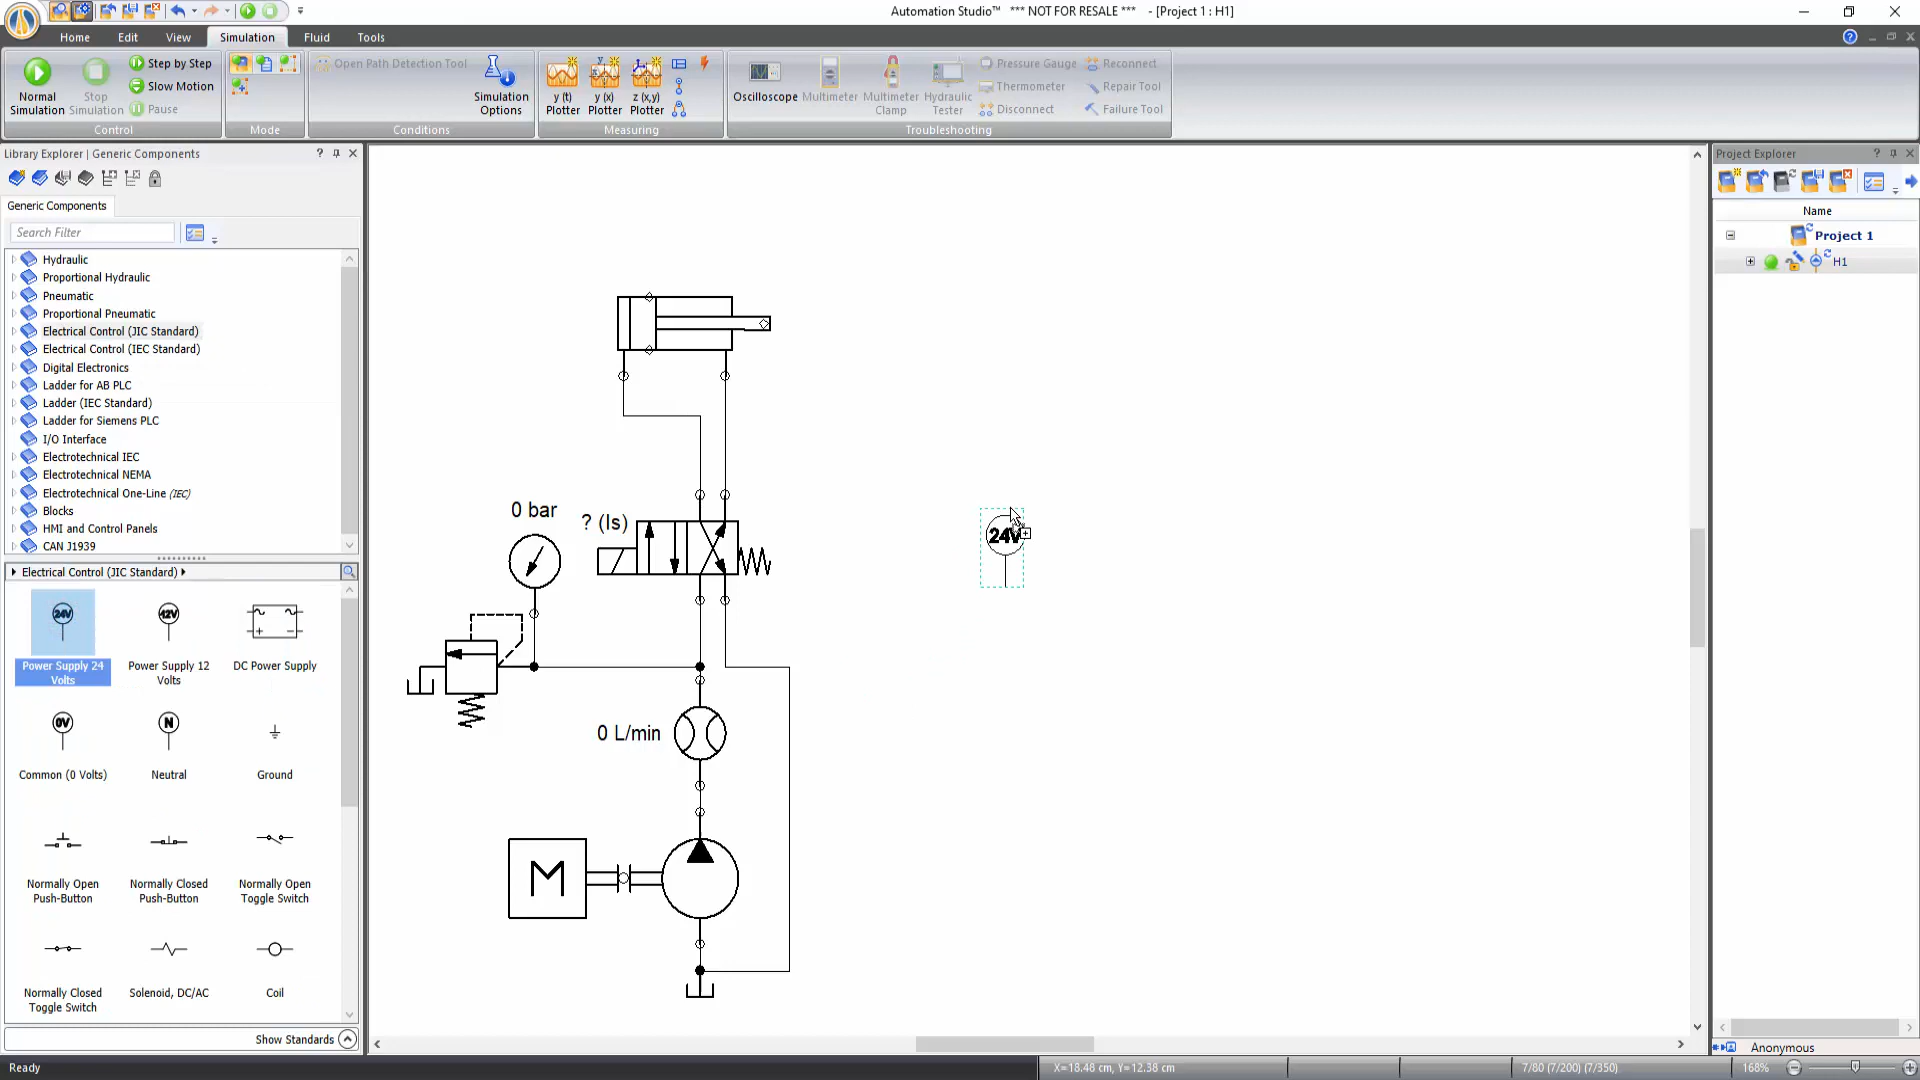 Automation Studio™ *** NOT FOR RESALE *** - [Project 1 : H1]
Home Edit View Simulation Fluid Tools
Normal Simulation
Stop Simulation
Step by Step
Slow Motion
Pause
Control
Mode
Open Path Detection Tool
Simulation Options
Conditions
y (t) Plotter
y (x) Plotter
z (x,y) Plotter
Measuring
Oscilloscope
Multimeter
Multimeter Clamp
Hydraulic Tester
Pressure Gauge
Thermometer
Disconnect
Reconnect
Repair Tool
Failure Tool
Troubleshooting
Library Explorer | Generic Components
Generic Components
Search Filter
Hydraulic
Proportional Hydraulic
Pneumatic
Proportional Pneumatic
Electrical Control (JIC Standard)
Electrical Control (IEC Standard)
Digital Electronics
Ladder for AB PLC
Ladder (IEC Standard)
Ladder for Siemens PLC
I/O Interface
Electrotechnical IEC
Electrotechnical NEMA
Electrotechnical One-Line (IEC)
Blocks
HMI and Control Panels
CAN J1939
Electrical Control (JIC Standard)
24V
12V
Power Supply 24 Volts
Power Supply 12 Volts
DC Power Supply
0V
N
Common (0 Volts)
Neutral
Ground
Normally Open Push-Button
Normally Closed Push-Button
Normally Open Toggle Switch
Normally Closed Toggle Switch
Solenoid, DC/AC
Coil
Show Standards
0 bar
? (ls)
24V
0 L/min
M
Project Explorer
Name
Project 1
H1
Anonymous
Ready
X=18.48 cm, Y=12.38 cm
7/80 (7/200) (7/350)
168%